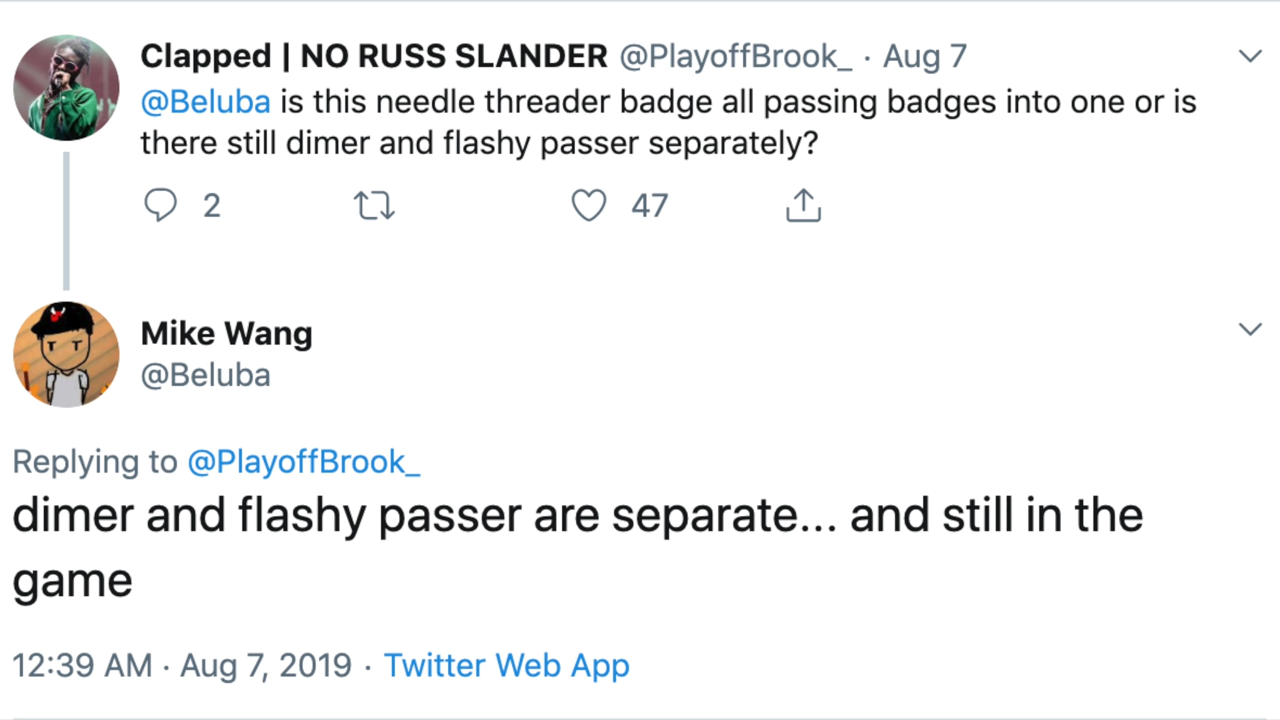 Clapped | NO RUSS SLANDER @PlayoffBrook_ · Aug 7
@Beluba is this needle threader badge all passing badges into one or is
there still dimer and flashy passer separately?
2 47
Mike Wang
@Beluba
Replying to @PlayoffBrook_
dimer and flashy passer are separate... and still in the
game
12:39 AM · Aug 7, 2019 · Twitter Web App